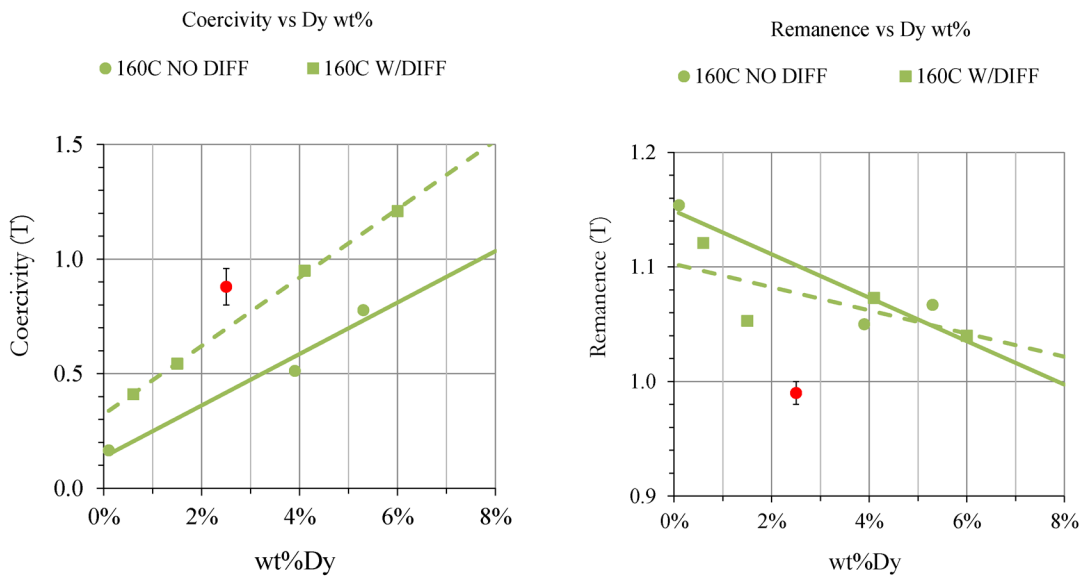 Coercivity vs Dy wt%
160C NO DIFF 160C W/DIFF
1.5
1.0
0.5
0.0
Coercivity (T)
0% 2% 4% 6% 8%
wt%Dy
Remanence vs Dy wt%
160C NO DIFF 160C W/DIFF
1.2
1.1
1.0
0.9
Remanence (T)
0% 2% 4% 6% 8%
wt%Dy